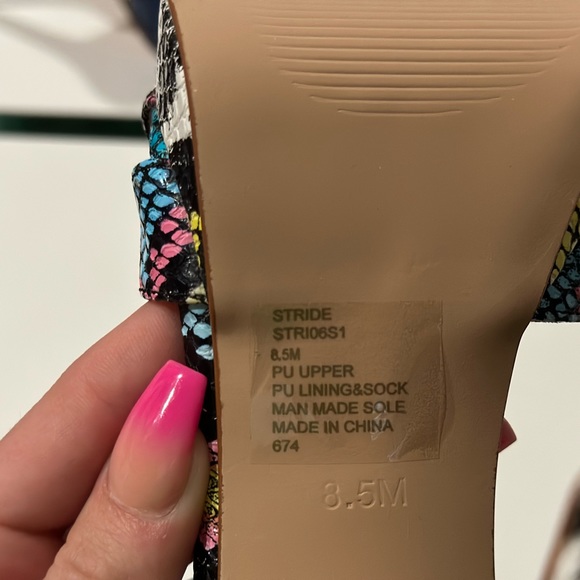 STRIDE
STRI06S1
8.5M
PU UPPER
PU LINING&SOCK
MAN MADE SOLE
MADE IN CHINA
674
8.5M